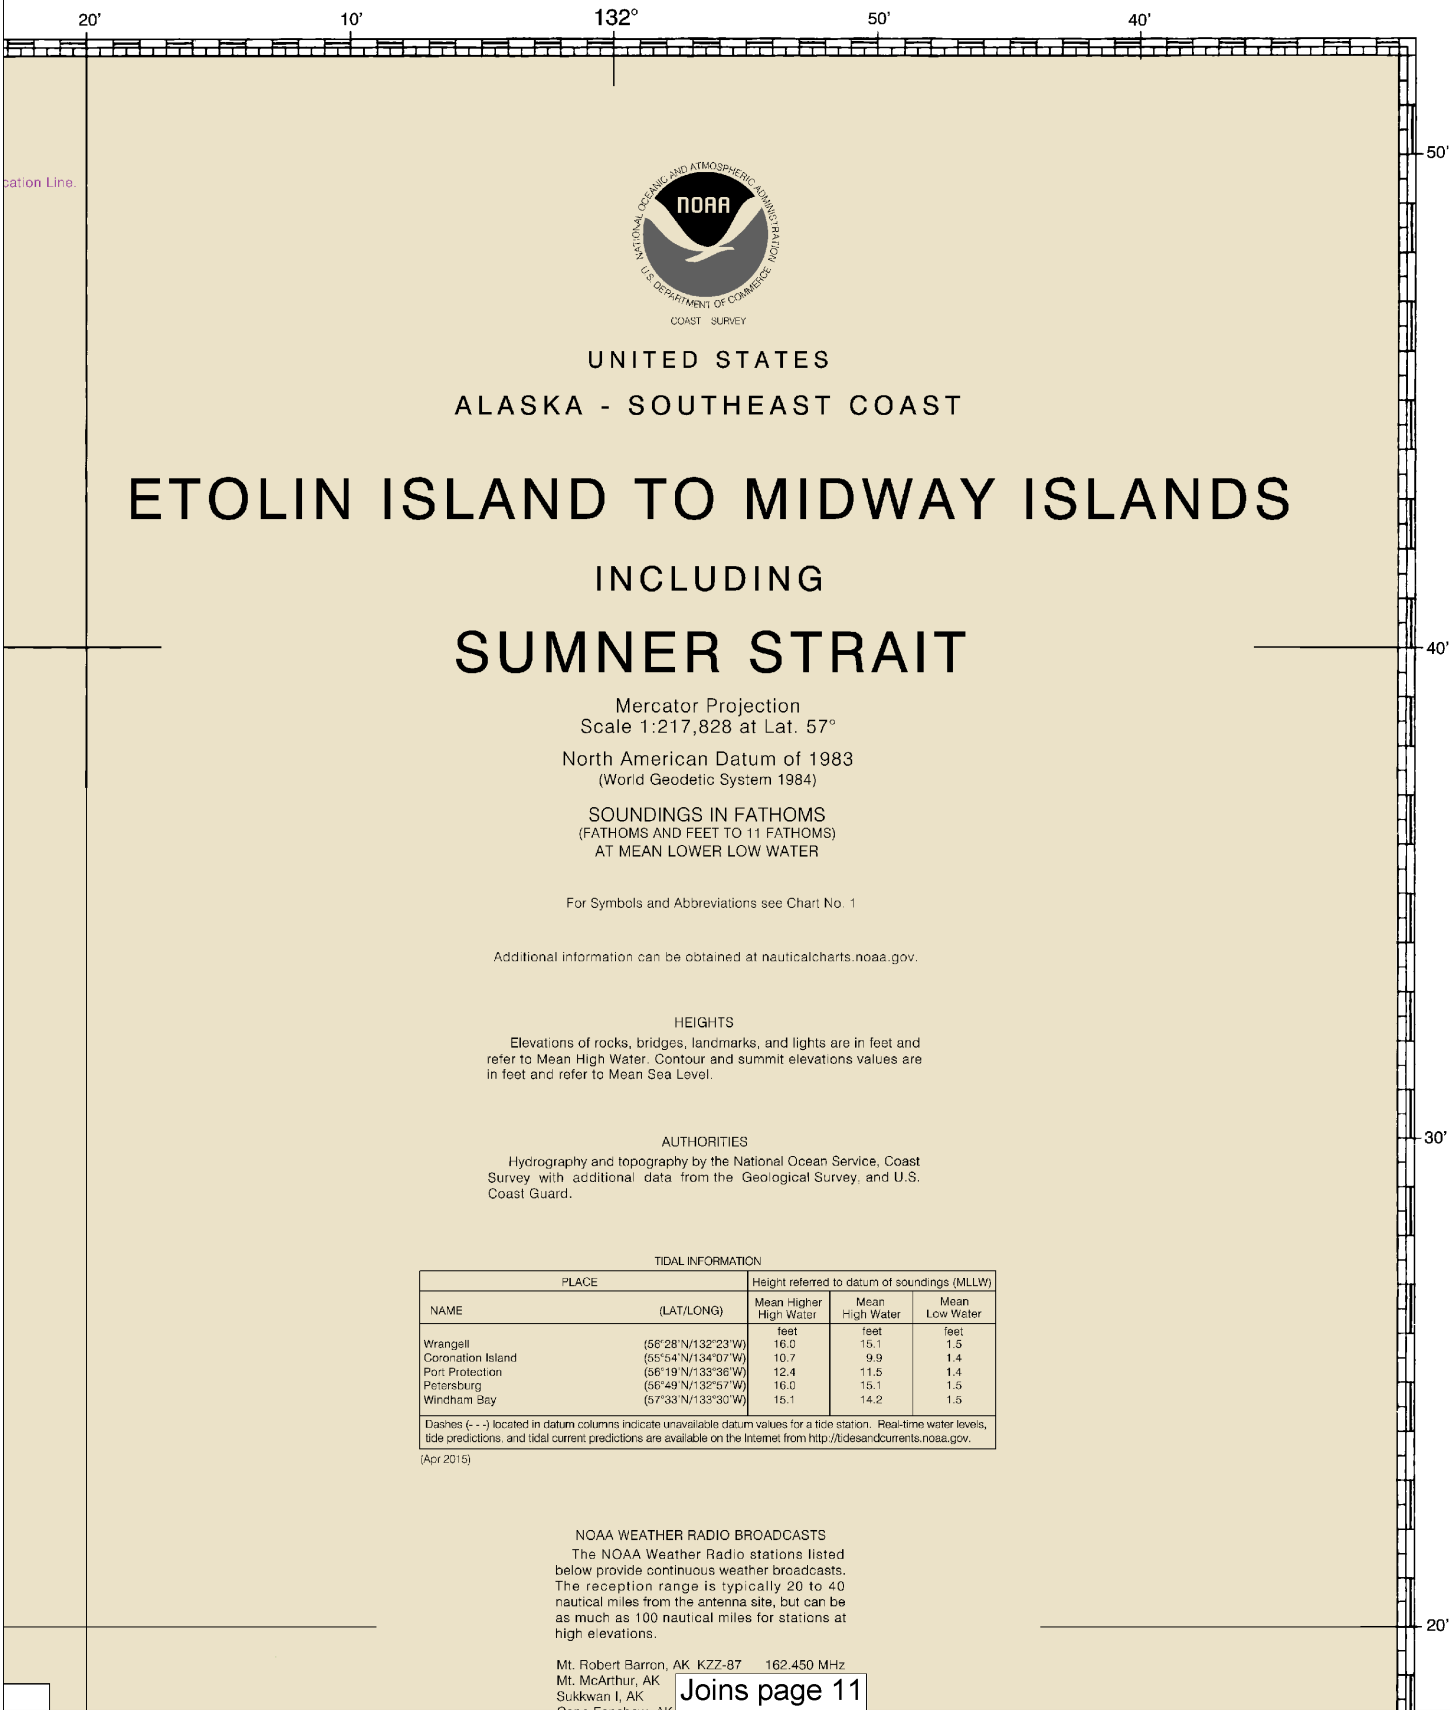 20' 10' 132° 50' 40'
50'
cation Line.
NATIONAL OCEANIC AND ATMOSPHERIC ADMINISTRATION
NOAA
U.S. DEPARTMENT OF COMMERCE
COAST SURVEY
UNITED STATES
ALASKA - SOUTHEAST COAST
ETOLIN ISLAND TO MIDWAY ISLANDS
INCLUDING
SUMNER STRAIT
40'
Mercator Projection
Scale 1:217,828 at Lat. 57°
North American Datum of 1983
(World Geodetic System 1984)
SOUNDINGS IN FATHOMS
(FATHOMS AND FEET TO 11 FATHOMS)
AT MEAN LOWER LOW WATER
For Symbols and Abbreviations see Chart No. 1
Additional information can be obtained at nauticalcharts.noaa.gov.
HEIGHTS
Elevations of rocks, bridges, landmarks, and lights are in feet and
refer to Mean High Water. Contour and summit elevations values are
in feet and refer to Mean Sea Level.
30'
AUTHORITIES
Hydrography and topography by the National Ocean Service, Coast
Survey with additional data from the Geological Survey, and U.S.
Coast Guard.
TIDAL INFORMATION
PLACE Height referred to datum of soundings (MLLW)
NAME (LAT/LONG) Mean Higher High Water Mean High Water Mean Low Water
feet feet feet
Wrangell (56°28'N/132°23'W) 16.0 15.1 1.5
Coronation Island (55°54'N/134°07'W) 10.7 9.9 1.4
Port Protection (56°19'N/133°36'W) 12.4 11.5 1.4
Petersburg (56°49'N/132°57'W) 16.0 15.1 1.5
Windham Bay (57°33'N/133°30'W) 15.1 14.2 1.5
Dashes (- - -) located in datum columns indicate unavailable datum values for a tide station. Real-time water levels,
tide predictions, and tidal current predictions are available on the Internet from http://tidesandcurrents.noaa.gov.
(Apr 2015)
NOAA WEATHER RADIO BROADCASTS
The NOAA Weather Radio stations listed
below provide continuous weather broadcasts.
The reception range is typically 20 to 40
nautical miles from the antenna site, but can be
as much as 100 nautical miles for stations at
high elevations.
20'
Mt. Robert Barron, AK KZZ-87 162.450 MHz
Mt. McArthur, AK
Sukkwan I, AK
Joins page 11